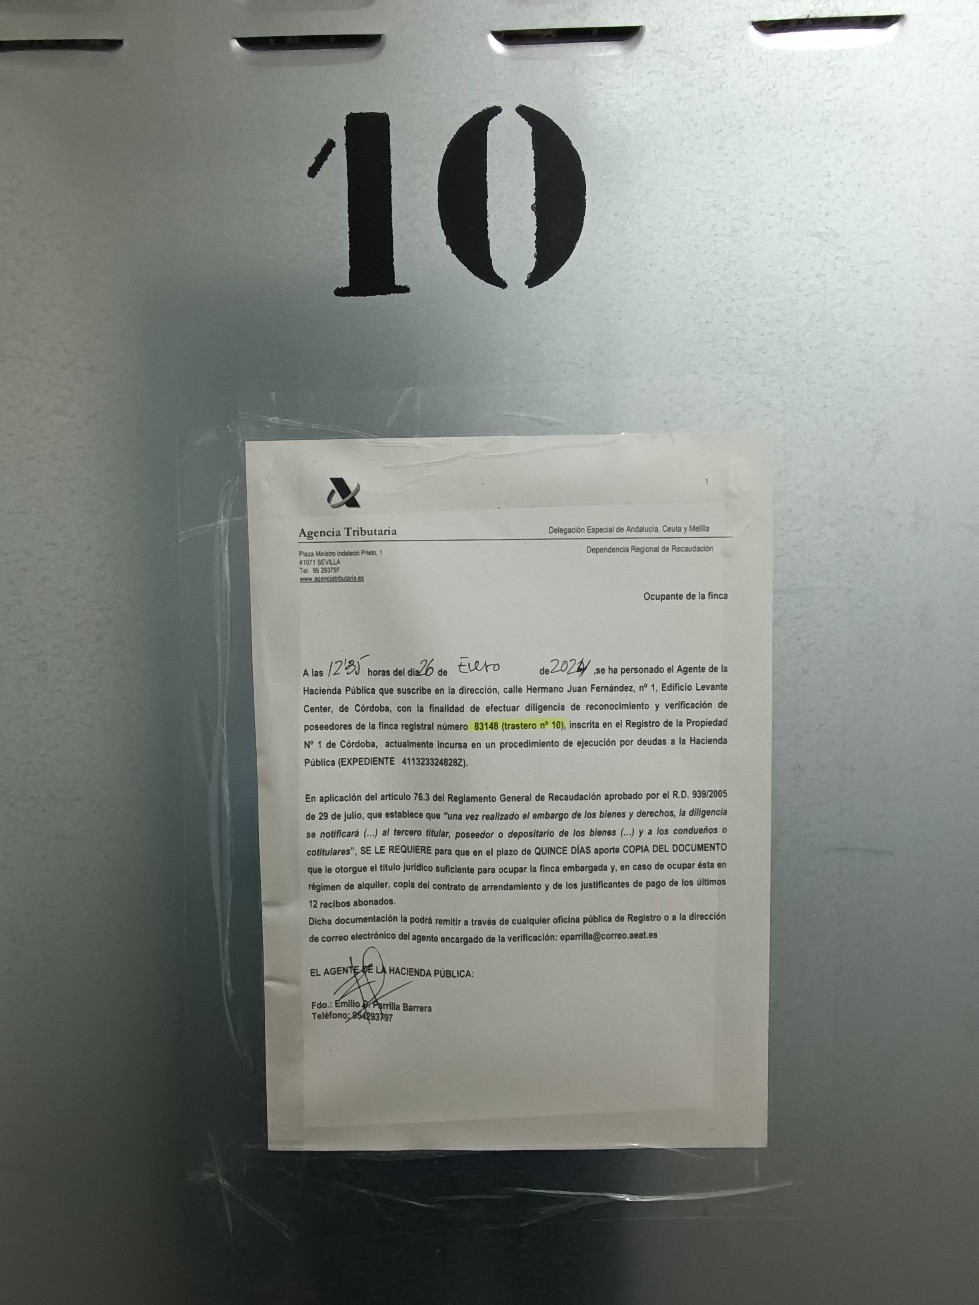 10
1
Agencia Tributaria
Delegación Especial de Andalucía, Ceuta y Melilla
Plaza Ministro Indalecio Prieto, 1
41071 SEVILLA
Tel. 95 293797
www.agenciatributaria.es
Dependencia Regional de Recaudación
Ocupante de la finca
A las 12'35 horas del día 26 de Enero de 2024, se ha personado el Agente de la
Hacienda Pública que suscribe en la dirección, calle Hermano Juan Fernández, nº 1, Edificio Levante
Center, de Córdoba, con la finalidad de efectuar diligencia de reconocimiento y verificación de
poseedores de la finca registral número 83148 (trastero nº 10), inscrita en el Registro de la Propiedad
Nº 1 de Córdoba, actualmente incursa en un procedimiento de ejecución por deudas a la Hacienda
Pública (EXPEDIENTE 411323324828Z).
En aplicación del artículo 76.3 del Reglamento General de Recaudación aprobado por el R.D. 939/2005
de 29 de julio, que establece que "una vez realizado el embargo de los bienes y derechos, la diligencia
se notificará (...) al tercero titular, poseedor o depositario de los bienes (...) y a los condueños o
cotitulares", SE LE REQUIERE para que en el plazo de QUINCE DÍAS aporte COPIA DEL DOCUMENTO
que le otorgue el título jurídico suficiente para ocupar la finca embargada y, en caso de ocupar ésta en
régimen de alquiler, copia del contrato de arrendamiento y de los justificantes de pago de los últimos
12 recibos abonados.
Dicha documentación la podrá remitir a través de cualquier oficina pública de Registro o a la dirección
de correo electrónico del agente encargado de la verificación: eparrilla@correo.aeat.es
EL AGENTE DE LA HACIENDA PÚBLICA:
Fdo.: Emilio Parrilla Barrera
Teléfono: 954293797